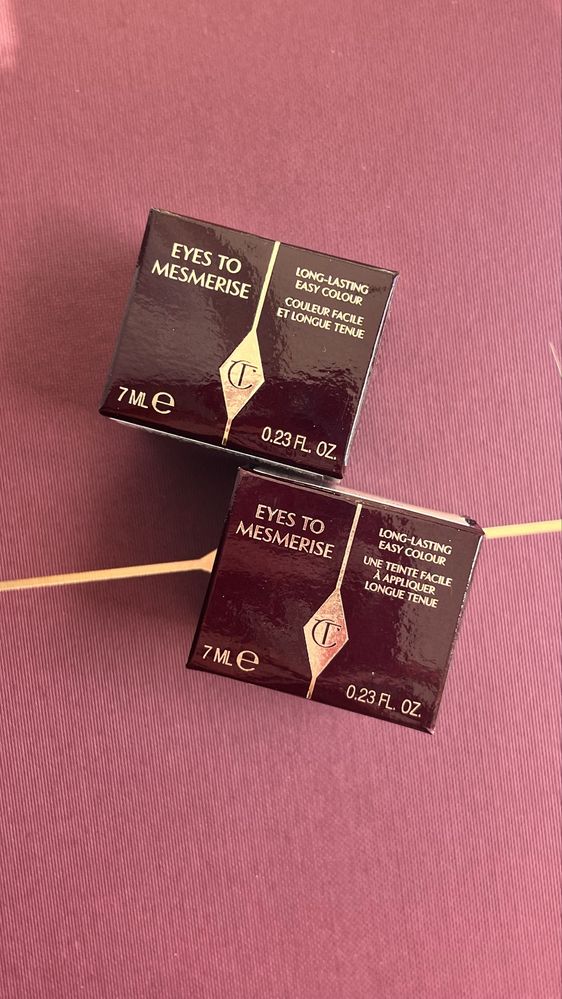 EYES TO
MESMERISE
LONG-LASTING
EASY COLOUR
COULEUR FACILE
ET LONGUE TENUE
CT
7 ML e
0.23 FL. OZ.
EYES TO
MESMERISE
LONG-LASTING
EASY COLOUR
UNE TEINTE FACILE
À APPLIQUER
LONGUE TENUE
CT
7 ML e
0.23 FL. OZ.